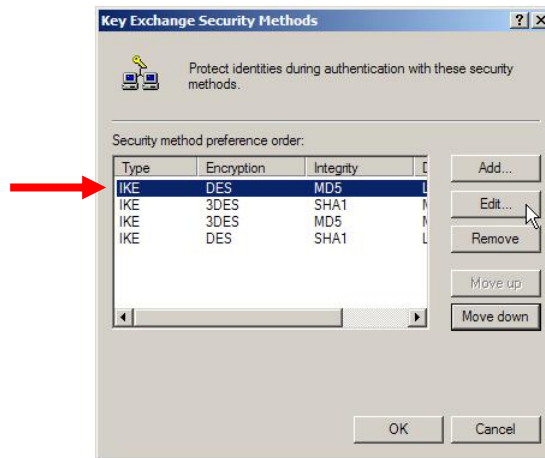 Key Exchange Security Methods
Protect identities during authentication with these security
methods.
Security method preference order:
Type Encryption Integrity
IKE DES MD5 L
IKE 3DES SHA1
IKE 3DES MD5
IKE DES SHA1 L
Add...
Edit...
Remove
Move up
Move down
OK Cancel